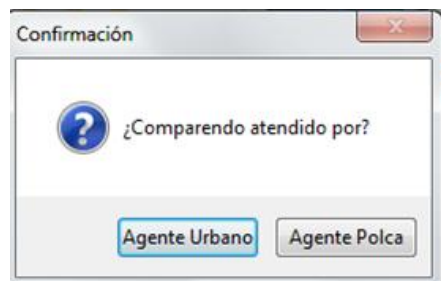 Confirmación
¿Comparendo atendido por?
Agente Urbano
Agente Polca